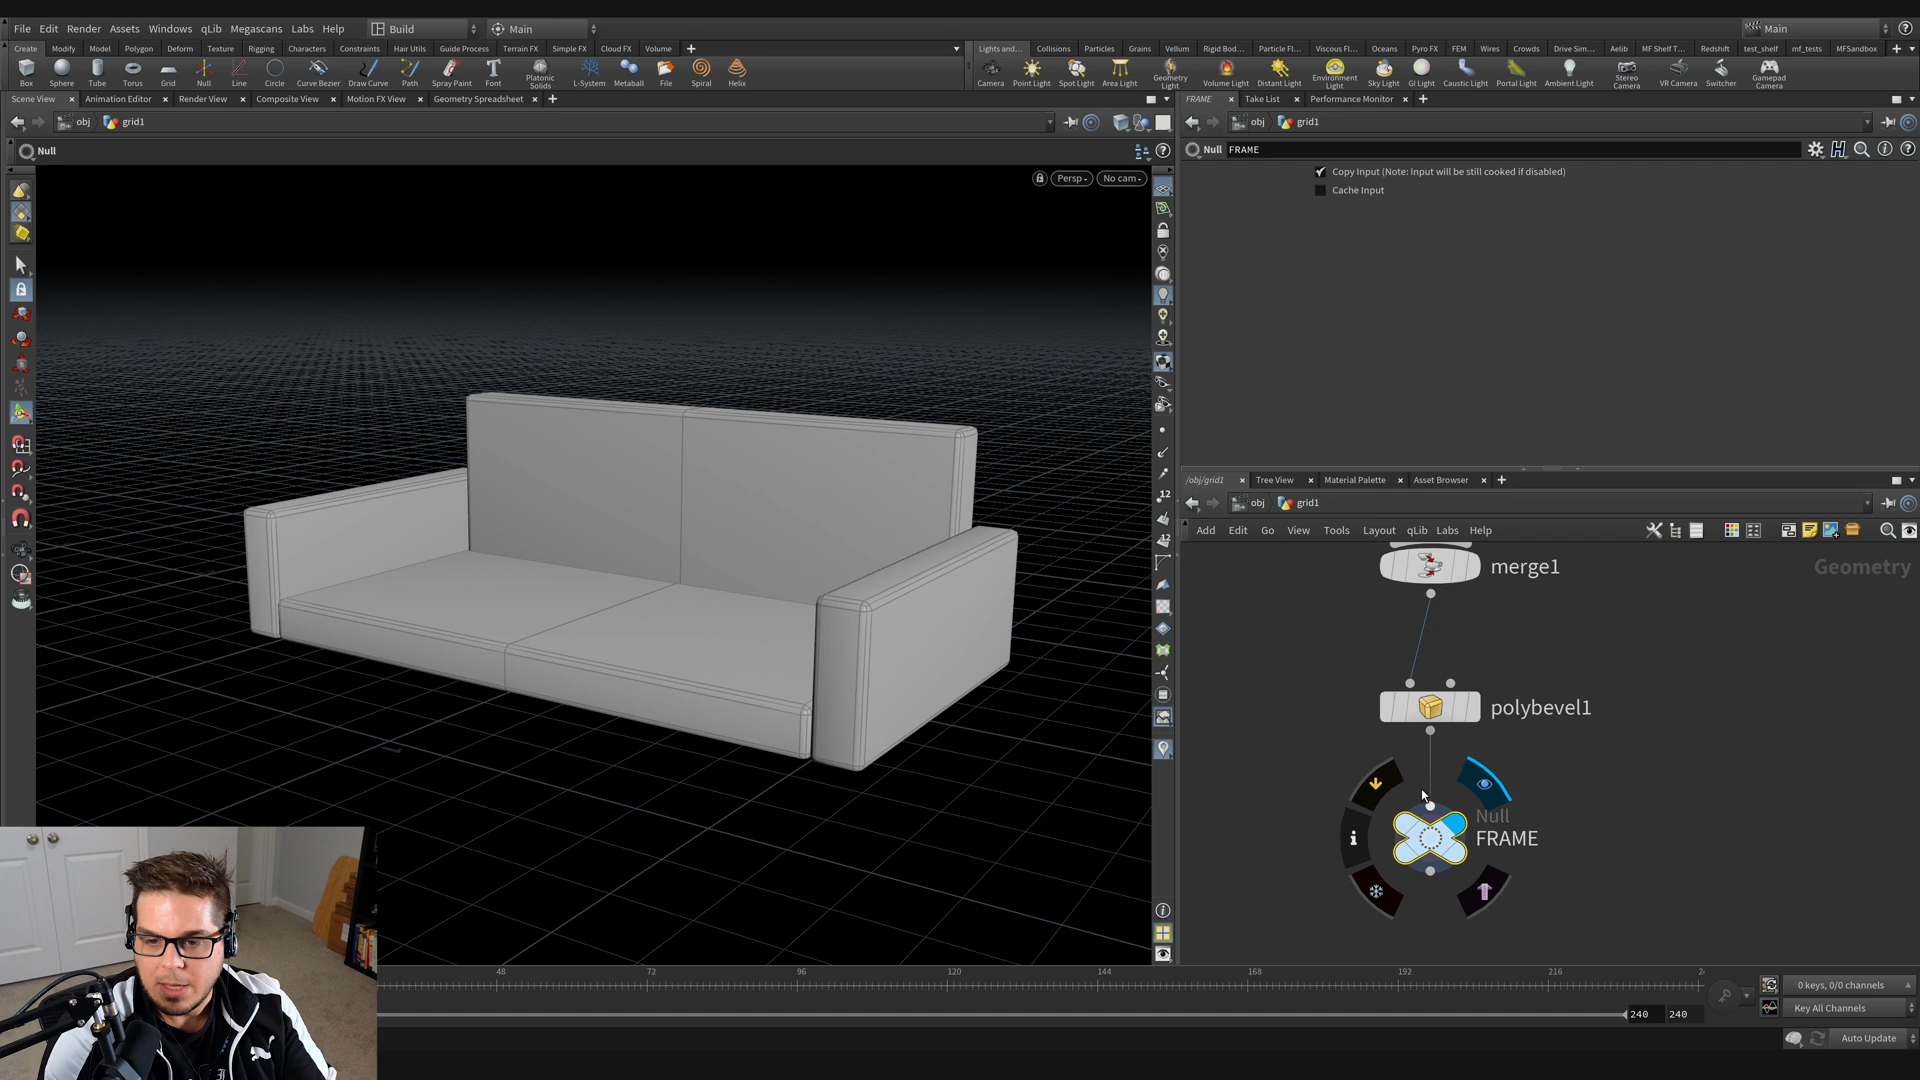 File Edit Render Assets Windows qLib Megascans Labs Help Build Main Main
Create Modify Model Polygon Deform Texture Rigging Characters Constraints Hair Utils Guide Process Terrain FX Simple FX Cloud FX Volume
Lights and... Collisions Particles Grains Vellum Rigid Bod... Particle Fl... Viscous Fl... Oceans Pyro FX FEM Wires Crowds Drive Sim... Aelib MF Shelf T... Redshift test_shelf mf_tests MFSandbox
Box Sphere Tube Torus Grid Null Line Circle Curve Bezier Draw Curve Path Spray Paint Font Platonic Solids L-System Metaball File Spiral Helix
Camera Point Light Spot Light Area Light Geometry Light Volume Light Distant Light Environment Light Sky Light GI Light Caustic Light Portal Light Ambient Light Stereo Camera VR Camera Switcher Gamepad Camera
Scene View Animation Editor Render View Composite View Motion FX View Geometry Spreadsheet
FRAME Take List Performance Monitor
obj grid1
obj grid1
Null
Null FRAME
Copy Input (Note: Input will be still cooked if disabled)
Cache Input
Persp No cam
12
12
/obj/grid1 Tree View Material Palette Asset Browser
obj grid1
Add Edit Go View Tools Layout qLib Labs Help
Geometry
merge1
polybevel1
Null
FRAME
48 72 96 120 144 168 192 216
240 240
0 keys, 0/0 channels
Key All Channels
Auto Update